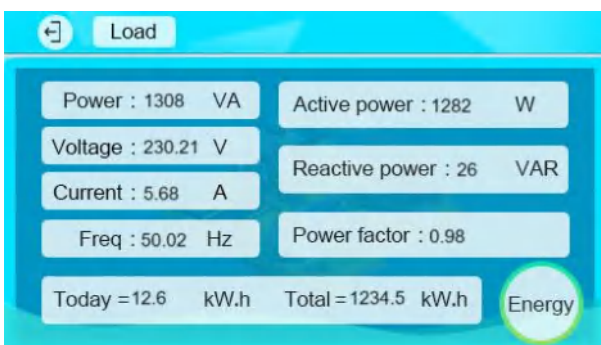 Load
Power : 1308 VA
Active power : 1282 W
Voltage : 230.21 V
Reactive power : 26 VAR
Current : 5.68 A
Freq : 50.02 Hz
Power factor : 0.98
Today = 12.6 kW.h Total = 1234.5 kW.h
Energy